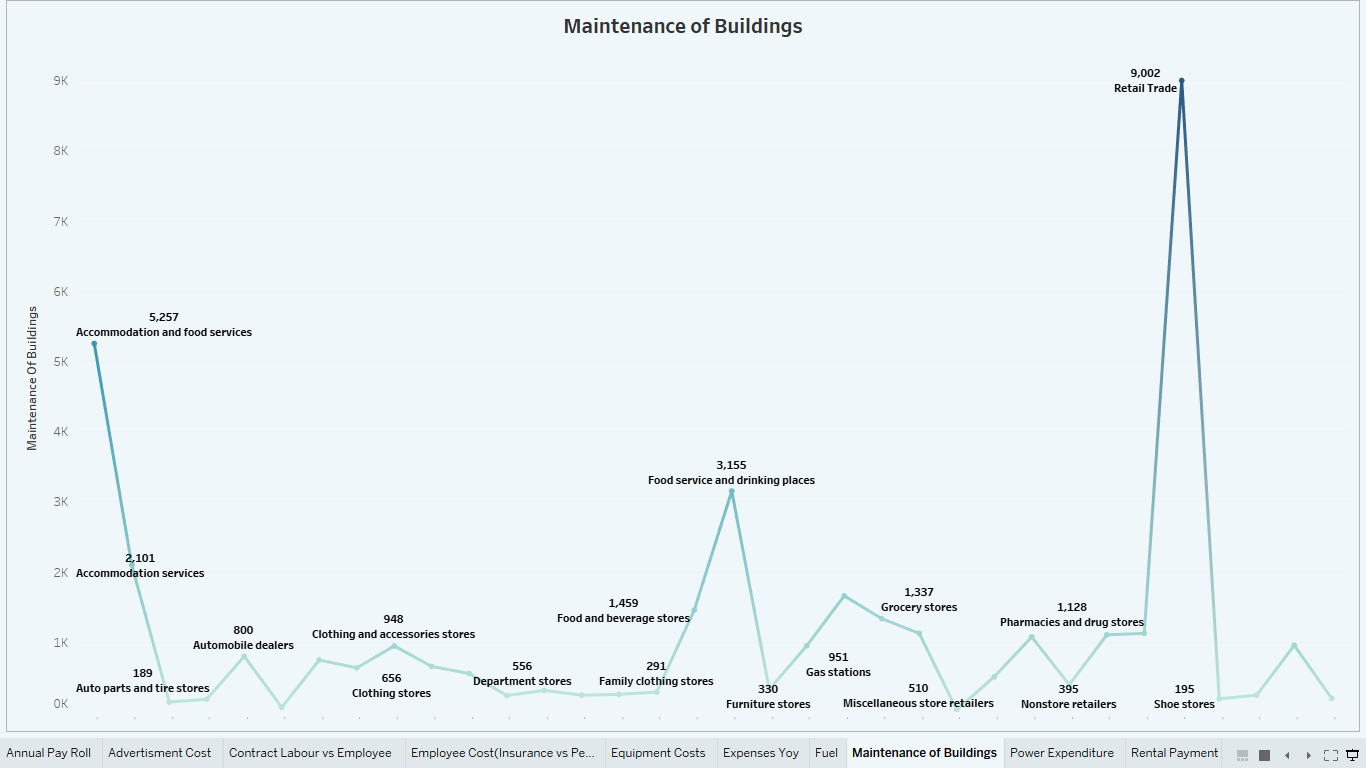 Maintenance of Buildings
9K
8K
7K
6K
5K
4K
3K
2K
1K
0K
Maintenance Of Buildings
9,002
Retail Trade
5,257
Accommodation and food services
3,155
Food service and drinking places
2,101
Accommodation services
1,459
Food and beverage stores
1,337
Grocery stores
1,128
Pharmacies and drug stores
948
Clothing and accessories stores
800
Automobile dealers
951
Gas stations
556
Department stores
291
Family clothing stores
189
Auto parts and tire stores
656
Clothing stores
330
Furniture stores
510
Miscellaneous store retailers
395
Nonstore retailers
195
Shoe stores
Annual Pay Roll
Advertisment Cost
Contract Labour vs Employee
Employee Cost(Insurance vs Pe...
Equipment Costs
Expenses Yoy
Fuel
Maintenance of Buildings
Power Expenditure
Rental Payment